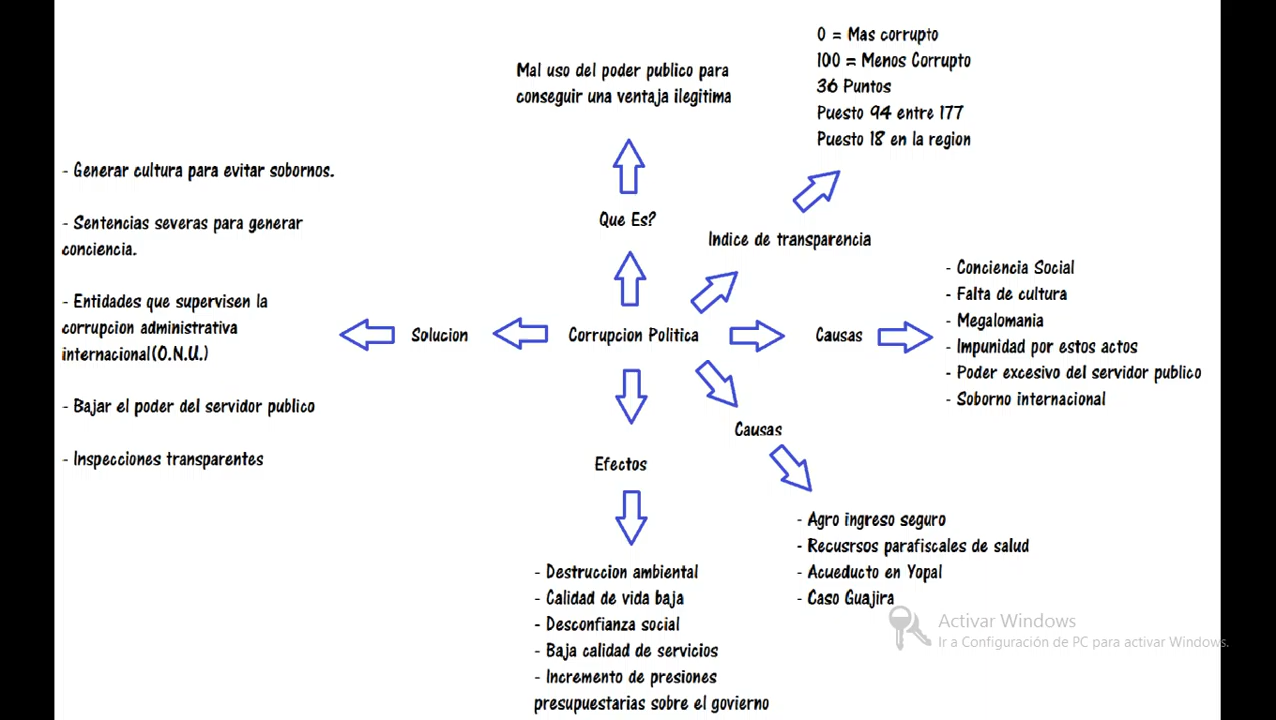 0 = Mas corrupto
100 = Menos Corrupto
36 Puntos
Puesto 94 entre 177
Puesto 18 en la region
Mal uso del poder publico para
conseguir una ventaja ilegitima
Que Es?
Indice de transparencia
- Generar cultura para evitar sobornos.
- Sentencias severas para generar
conciencia.
- Entidades que supervisen la
corrupcion administrativa
internacional(O.N.U.)
- Bajar el poder del servidor publico
- Inspecciones transparentes
Solucion
Corrupcion Politica
Causas
- Conciencia Social
- Falta de cultura
- Megalomania
- Impunidad por estos actos
- Poder excesivo del servidor publico
- Soborno internacional
Causas
- Agro ingreso seguro
- Recusrsos parafiscales de salud
- Acueducto en Yopal
- Caso Guajira
Efectos
- Destruccion ambiental
- Calidad de vida baja
- Desconfianza social
- Baja calidad de servicios
- Incremento de presiones
presupuestarias sobre el govierno
Activar Windows
Ir a Configuración de PC para activar Windows.